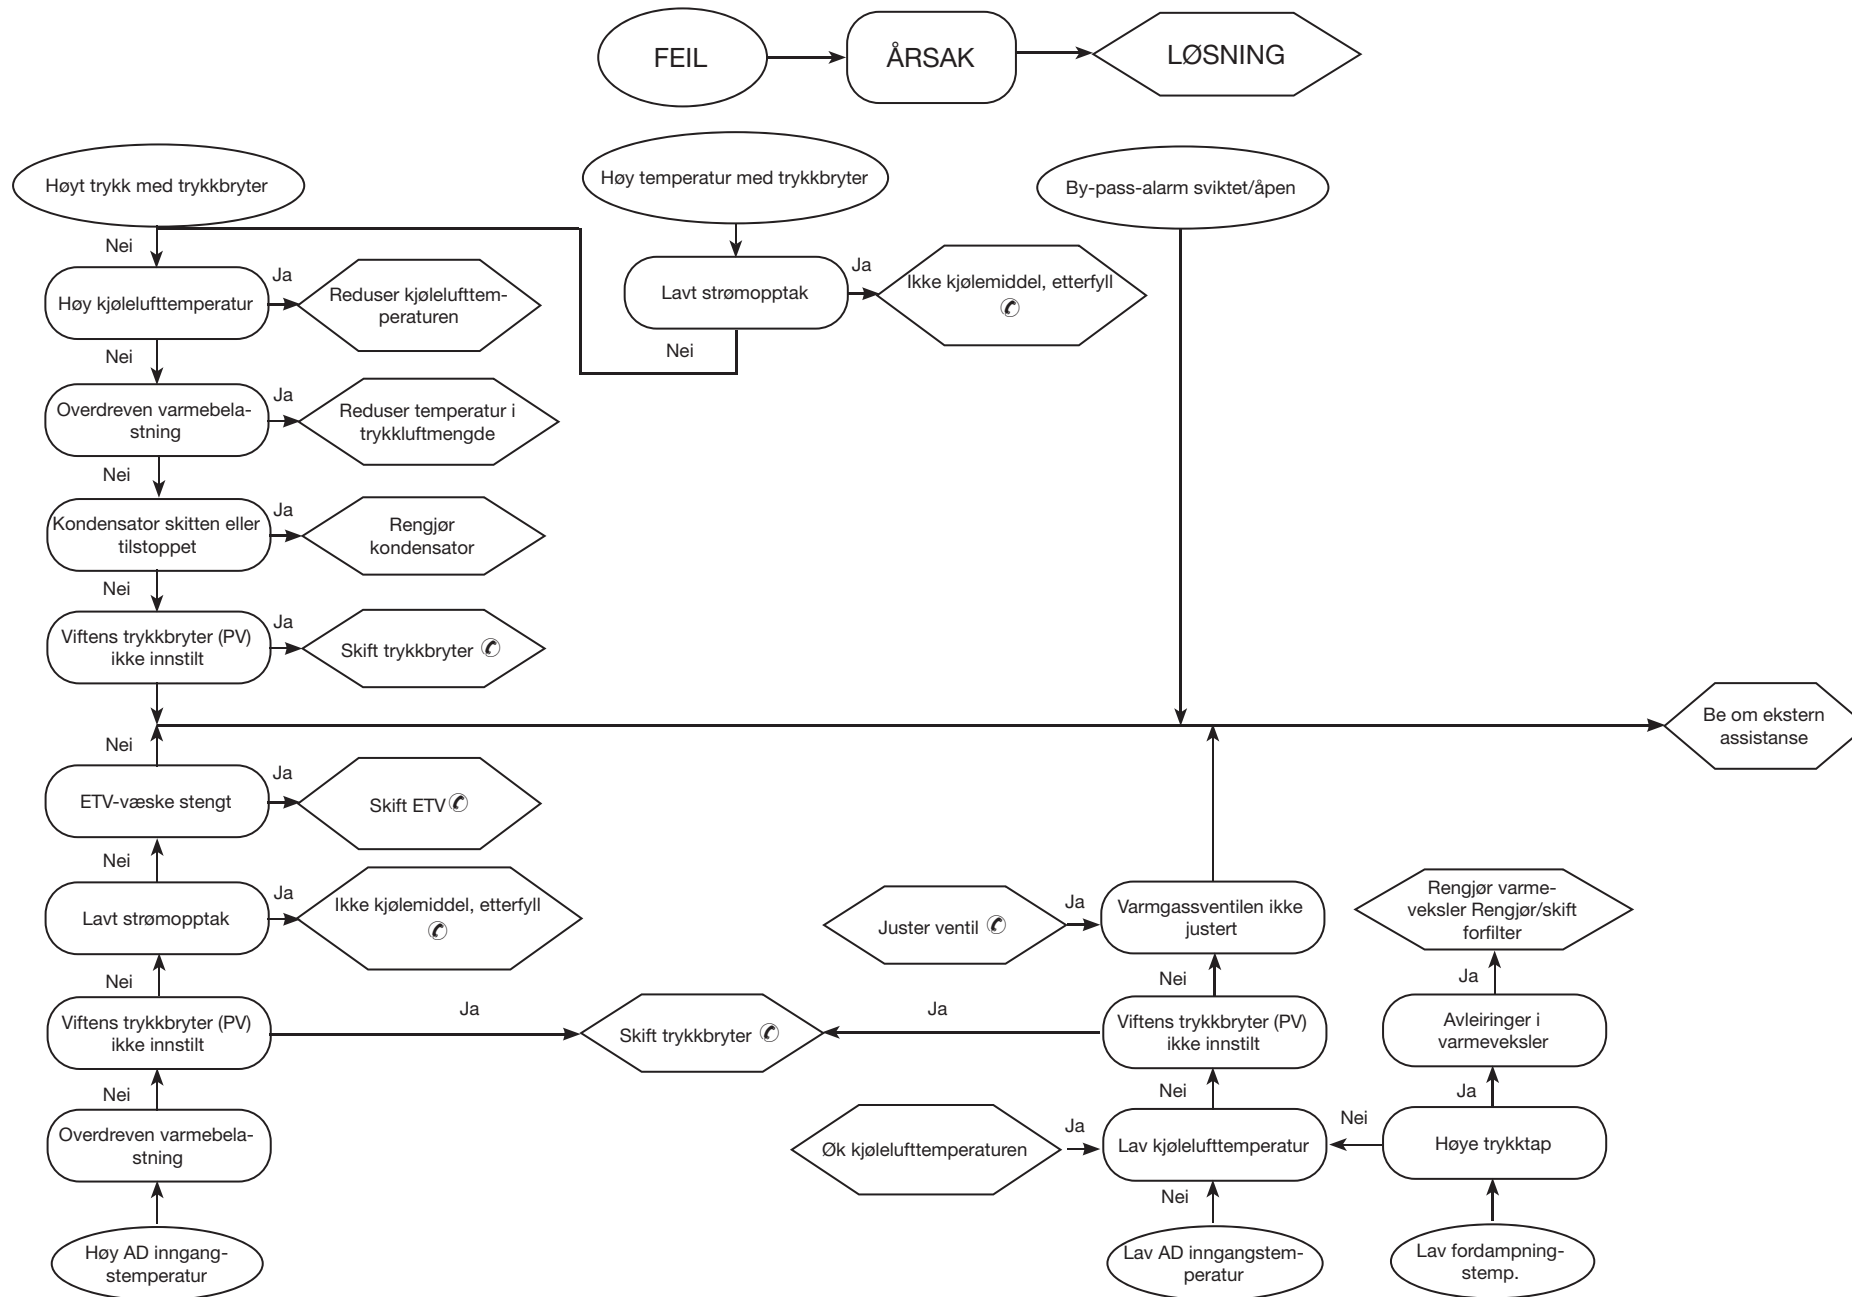 FEIL
ÅRSAK
LØSNING
Høyt trykk med trykkbryter
Høy temperatur med trykkbryter
By-pass-alarm sviktet/åpen
Nei
Høy kjølelufttemperatur
Ja
Reduser kjølelufttem-
peraturen
Lavt strømopptak
Ja
Ikke kjølemiddel, etterfyll
✆
Nei
Nei
Overdreven varmebela-
stning
Ja
Reduser temperatur i
trykkluftmengde
Nei
Kondensator skitten eller
tilstoppet
Ja
Rengjør
kondensator
Nei
Viftens trykkbryter (PV)
ikke innstilt
Ja
Skift trykkbryter ✆
Be om ekstern
assistanse
Nei
ETV-væske stengt
Ja
Skift ETV ✆
Nei
Lavt strømopptak
Ja
Ikke kjølemiddel, etterfyll
✆
Juster ventil ✆
Ja
Varmgassventilen ikke
justert
Rengjør varme-
veksler Rengjør/skift
forfilter
Nei
Viftens trykkbryter (PV)
ikke innstilt
Ja
Skift trykkbryter ✆
Ja
Nei
Viftens trykkbryter (PV)
ikke innstilt
Ja
Avleiringer i
varmeveksler
Nei
Overdreven varmebela-
stning
Øk kjølelufttemperaturen
Ja
Nei
Lav kjølelufttemperatur
Nei
Ja
Høye trykktap
Høy AD inngang-
stemperatur
Nei
Lav AD inngangstem-
peratur
Lav fordampning-
stemp.